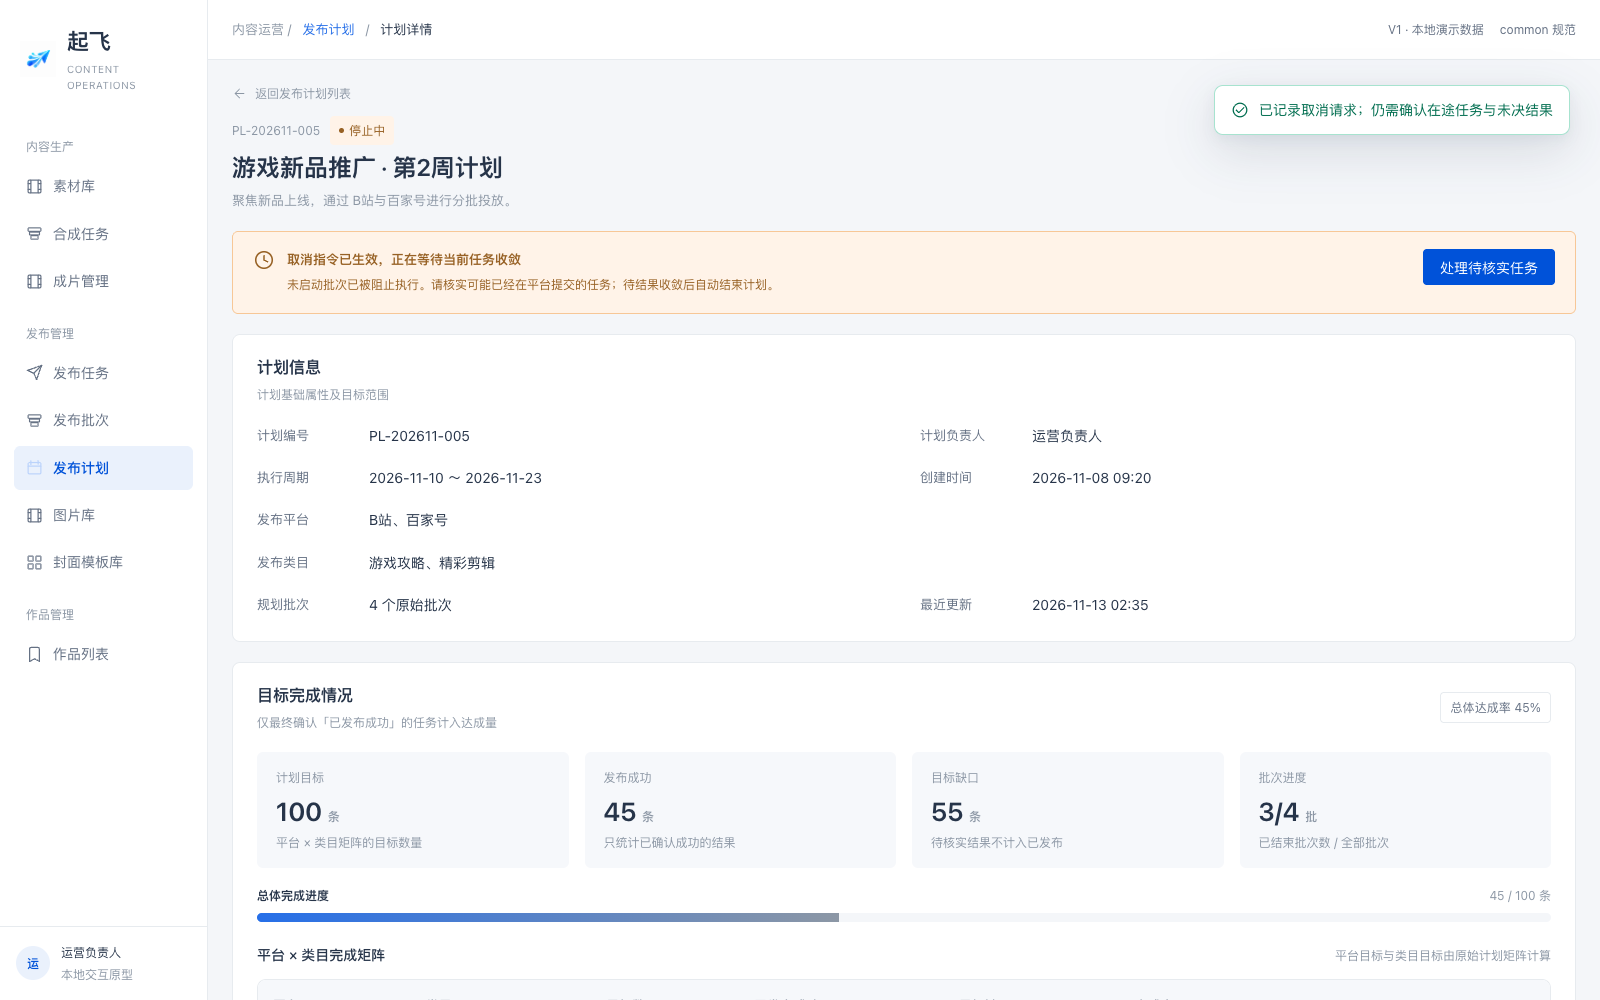 起飞
CONTENT
OPERATIONS
内容生产
素材库
合成任务
成片管理
发布管理
发布任务
发布批次
发布计划
图片库
封面模板库
作品管理
作品列表
运
运营负责人
本地交互原型
内容运营 / 发布计划 / 计划详情
V1 · 本地演示数据 common 规范
返回发布计划列表
已记录取消请求；仍需确认在途任务与未决结果
PL-202611-005 停止中
游戏新品推广 · 第2周计划
聚焦新品上线，通过 B站与百家号进行分批投放。
取消指令已生效，正在等待当前任务收敛
未启动批次已被阻止执行。请核实可能已经在平台提交的任务；待结果收敛后自动结束计划。
处理待核实任务
计划信息
计划基础属性及目标范围
计划编号 PL-202611-005 计划负责人 运营负责人
执行周期 2026-11-10 ～ 2026-11-23 创建时间 2026-11-08 09:20
发布平台 B站、百家号
发布类目 游戏攻略、精彩剪辑
规划批次 4 个原始批次 最近更新 2026-11-13 02:35
目标完成情况
仅最终确认「已发布成功」的任务计入达成量
总体达成率 45%
计划目标
100 条
平台 × 类目矩阵的目标数量
发布成功
45 条
只统计已确认成功的结果
目标缺口
55 条
待核实结果不计入已发布
批次进度
3/4 批
已结束批次数 / 全部批次
总体完成进度 45 / 100 条
平台 × 类目完成矩阵 平台目标与类目目标由原始计划矩阵计算